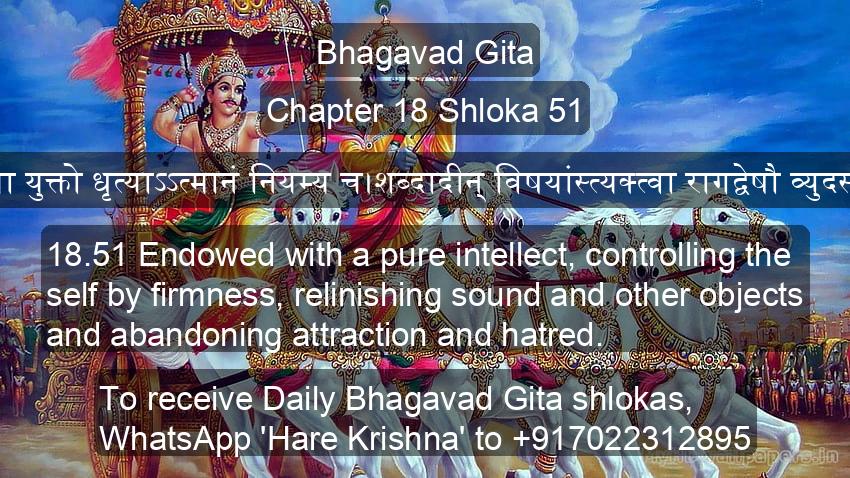 Bhagavad Gita
Chapter 18 Shloka 51
युक्तो धृत्याऽऽत्मानं नियम्य च।शब्दादीन् विषयांस्त्यक्त्वा रागद्वेषौ
18.51 Endowed with a pure intellect, controlling the
self by firmness, relinishing sound and other objects
and abandoning attraction and hatred.
To receive Daily Bhagavad Gita shlokas,
WhatsApp 'Hare Krishna' to +917022312895